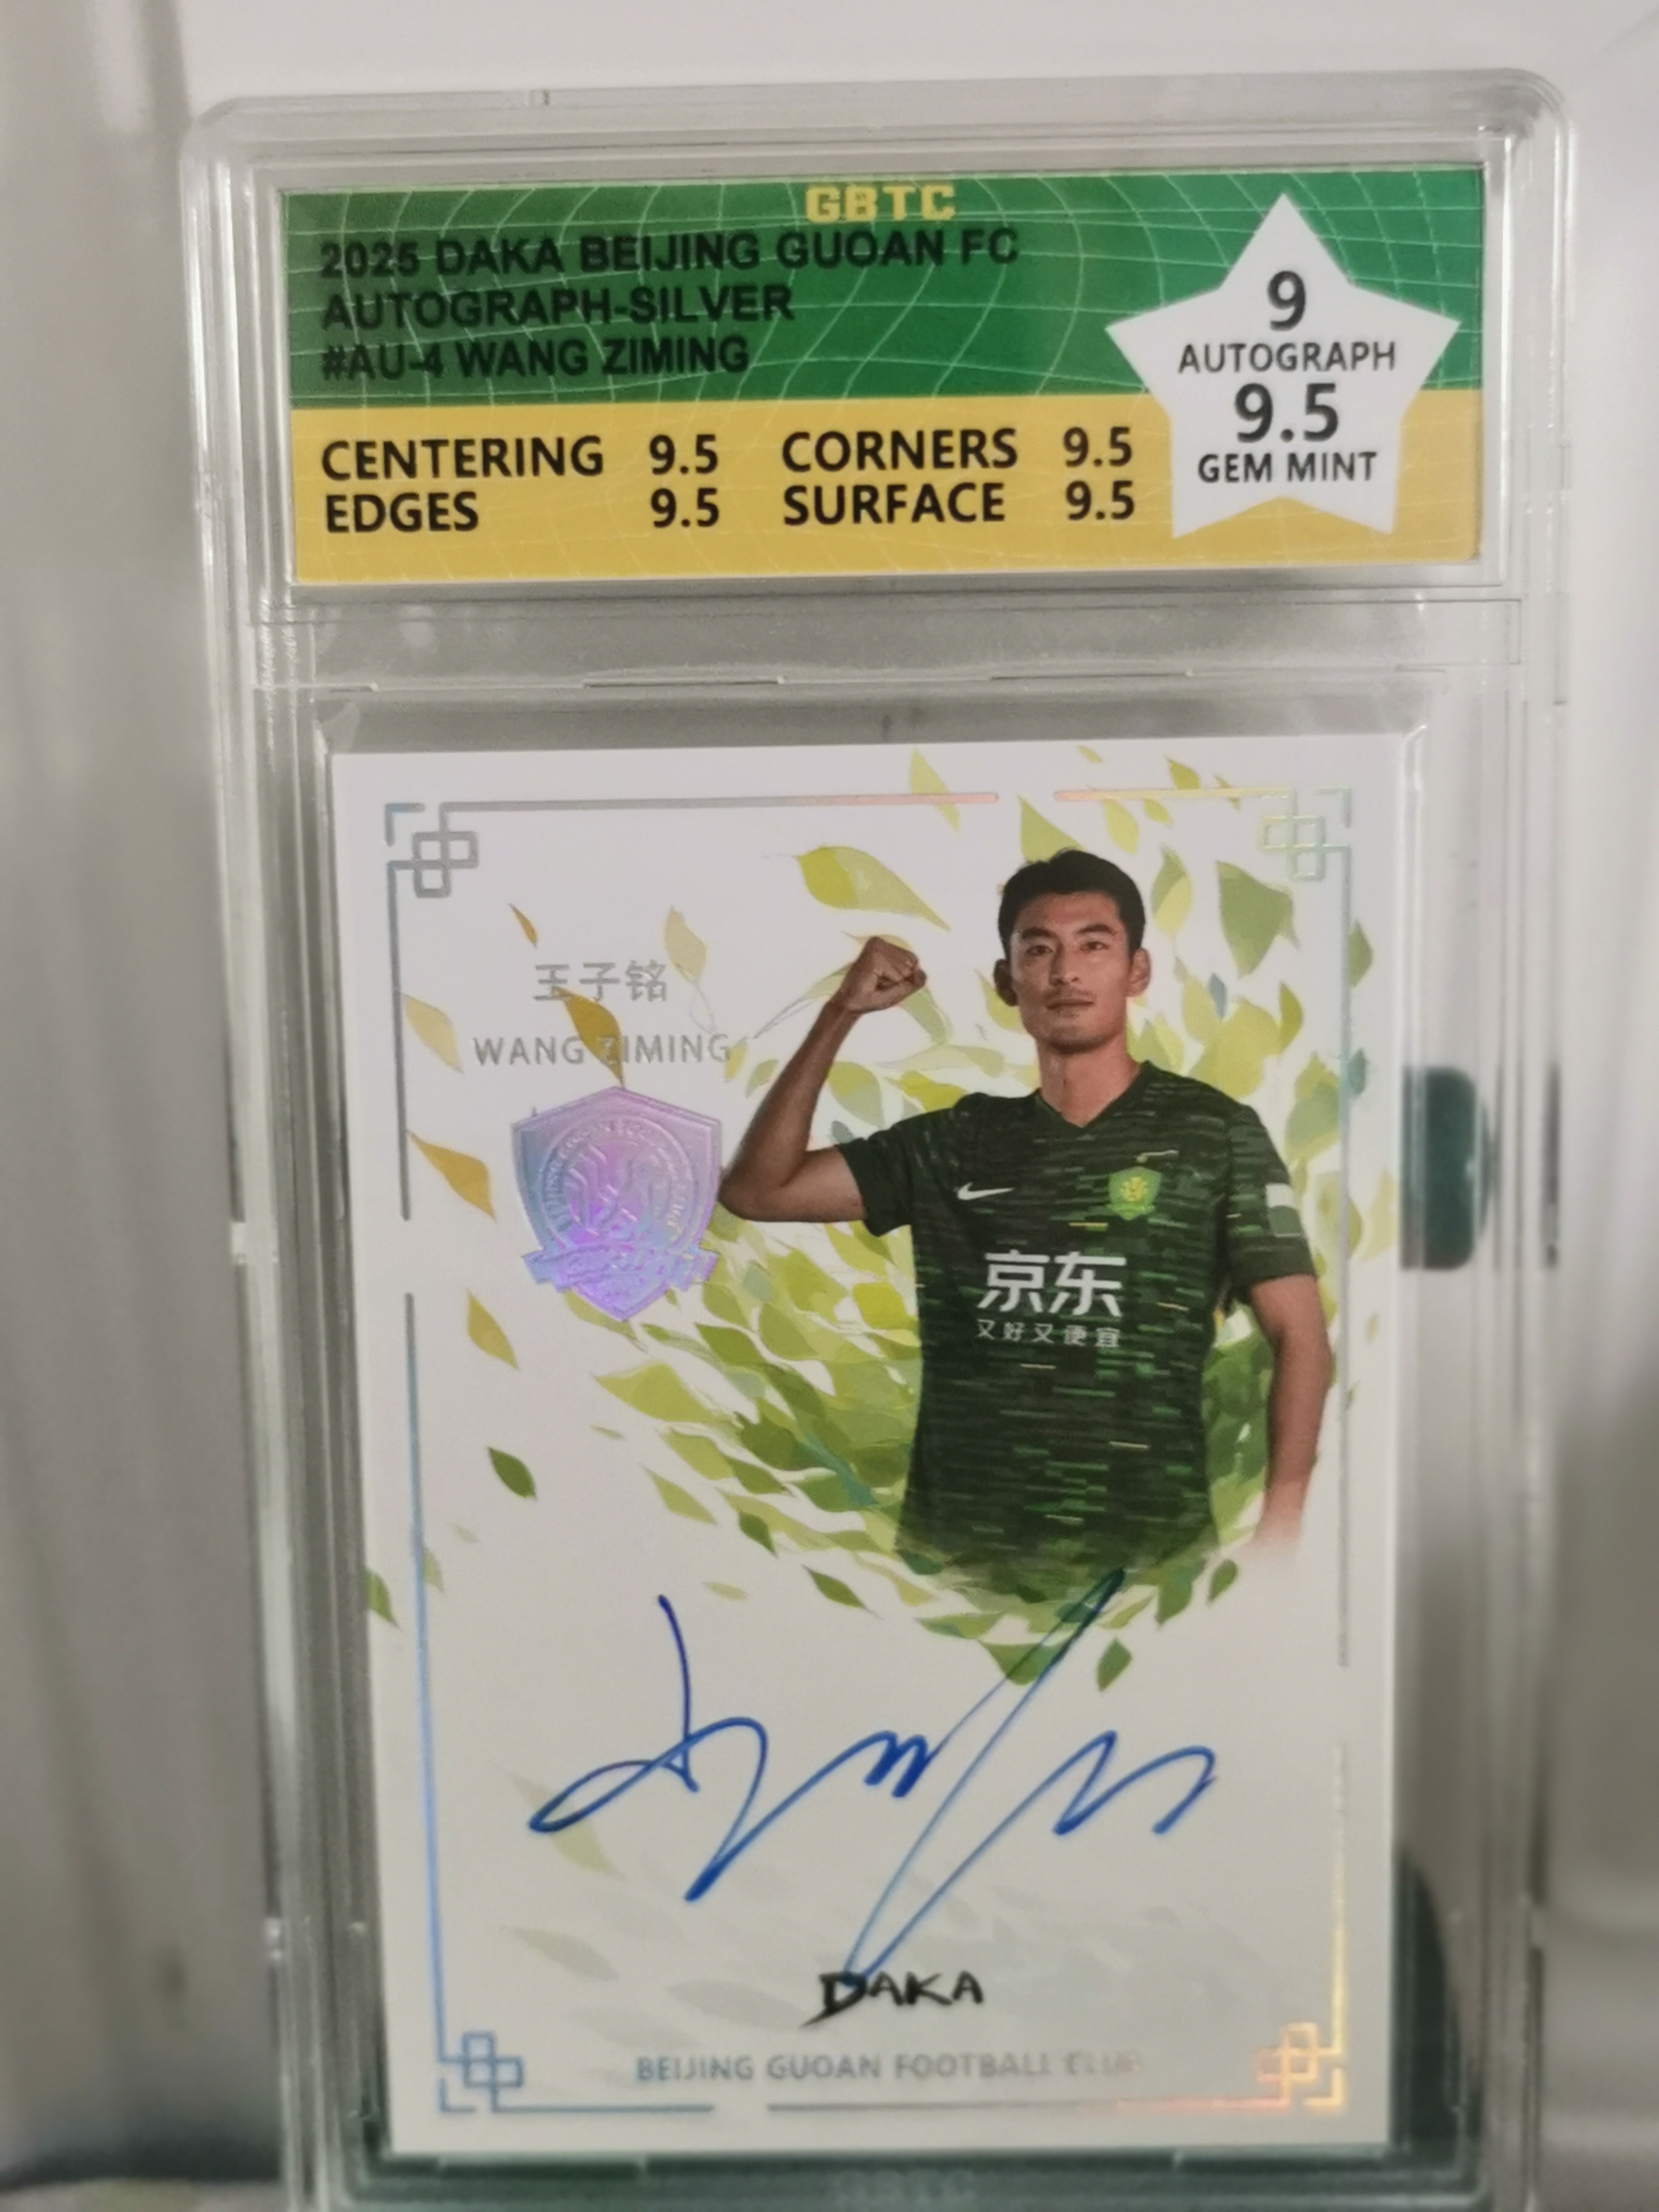 GBTC
2025 DAKA BEIJING GUOAN FC
AUTOGRAPH-SILVER
#AU-4 WANG ZIMING
9
AUTOGRAPH
9.5
GEM MINT
CENTERING 9.5 CORNERS 9.5
EDGES 9.5 SURFACE 9.5
王子铭
WANG ZIMING
京东
又好又便宜
DAKA
BEIJING GUOAN FOOTBALL CLUB